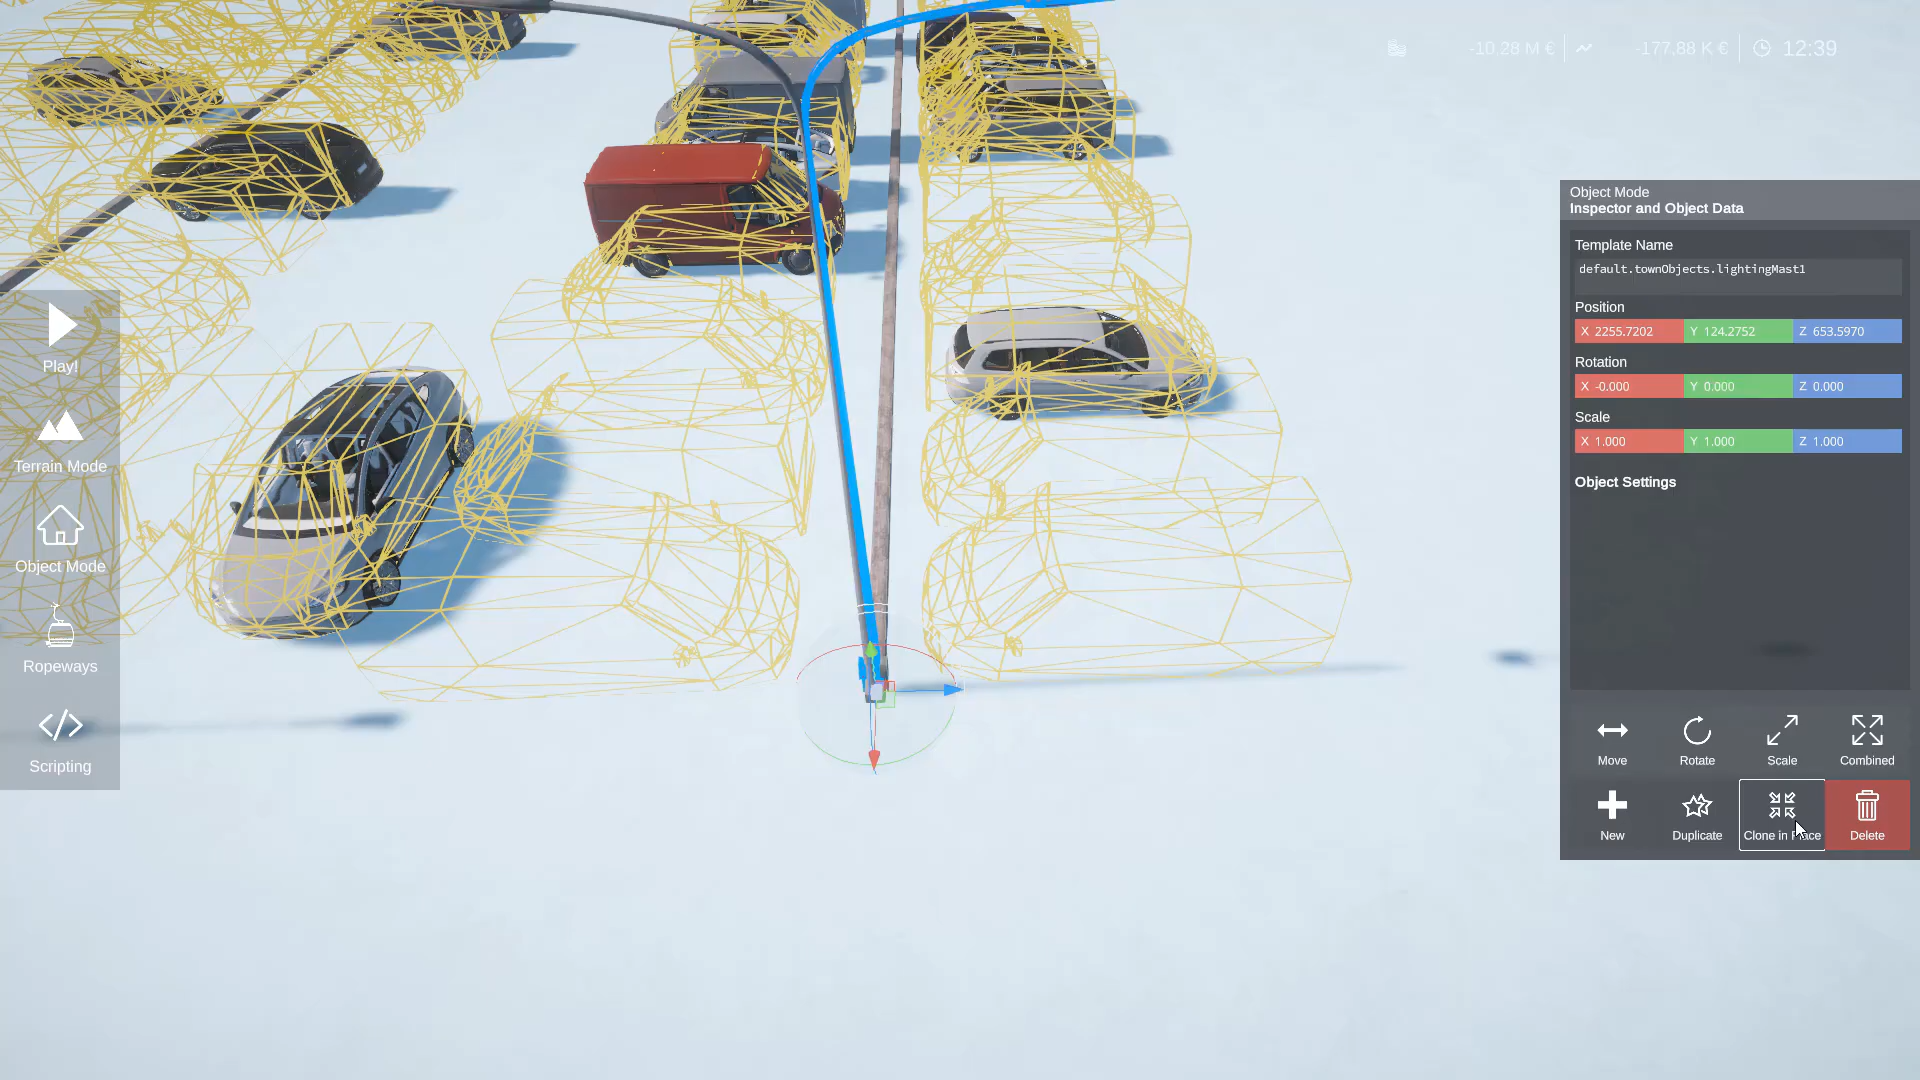 -10.28 M €
-177.88 K €
12:39
Object Mode
Inspector and Object Data
Template Name
default.townObjects.lightingMast1
Position
X 2255.7202 Y 124.2752 Z 653.5970
Rotation
X -0.000 Y 0.000 Z 0.000
Scale
X 1.000 Y 1.000 Z 1.000
Object Settings
Move Rotate Scale Combined
New Duplicate Clone in Place Delete
Play!
Terrain Mode
Object Mode
Ropeways
Scripting